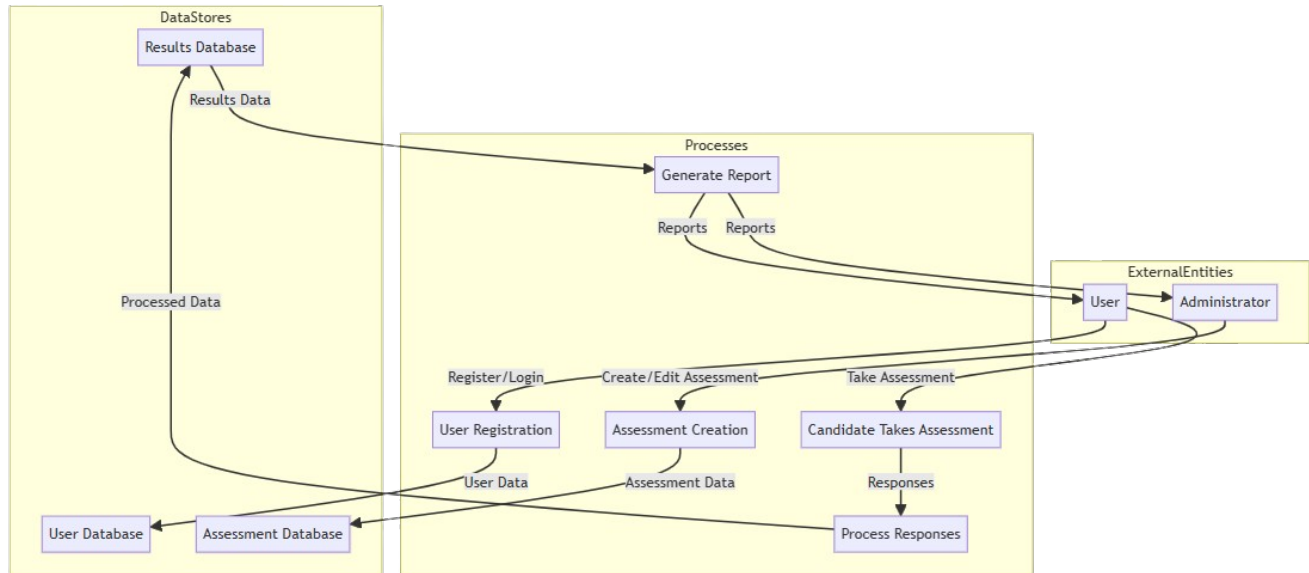 DataStores
Results Database
Results Data
Processes
Generate Report
Reports
Reports
ExternalEntities
User
Administrator
Processed Data
Register/Login
Create/Edit Assessment
Take Assessment
User Registration
Assessment Creation
Candidate Takes Assessment
User Data
Assessment Data
Responses
User Database
Assessment Database
Process Responses